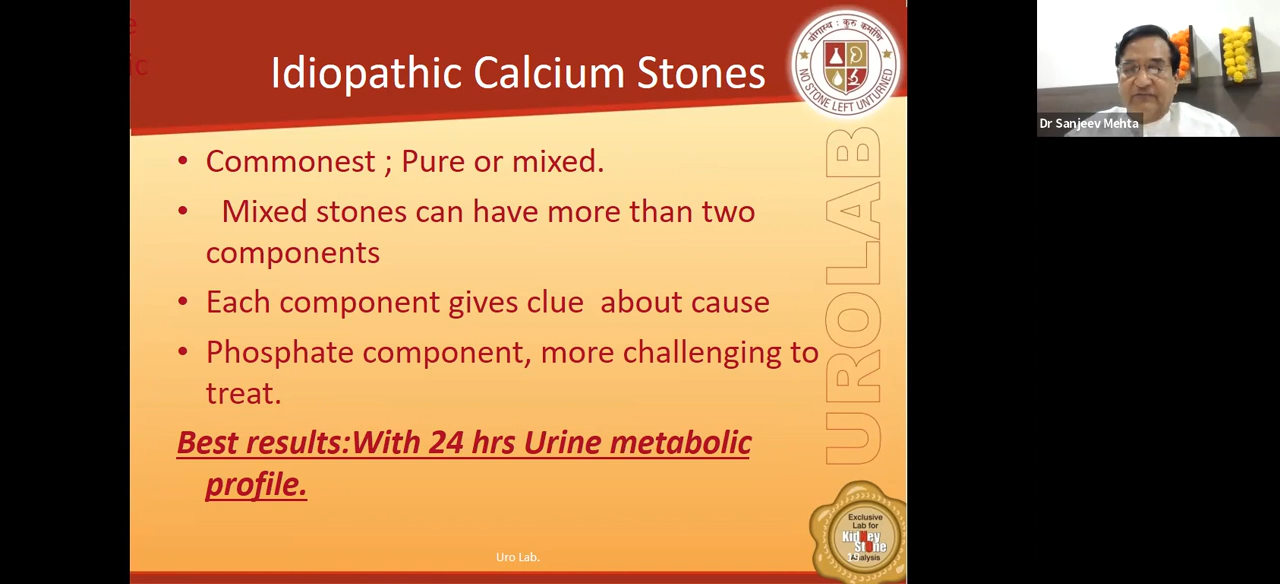 Idiopathic Calcium Stones
योगस्थ : कुरु कर्माणि
NO STONE LEFT UNTURNED
Dr Sanjeev Mehta
• Commonest ; Pure or mixed.
• Mixed stones can have more than two
components
• Each component gives clue about cause
• Phosphate component, more challenging to
treat.
Best results:With 24 hrs Urine metabolic
profile.
UROLAB
Exclusive
Lab for
Kidney
Stone
Analysis
Uro Lab.